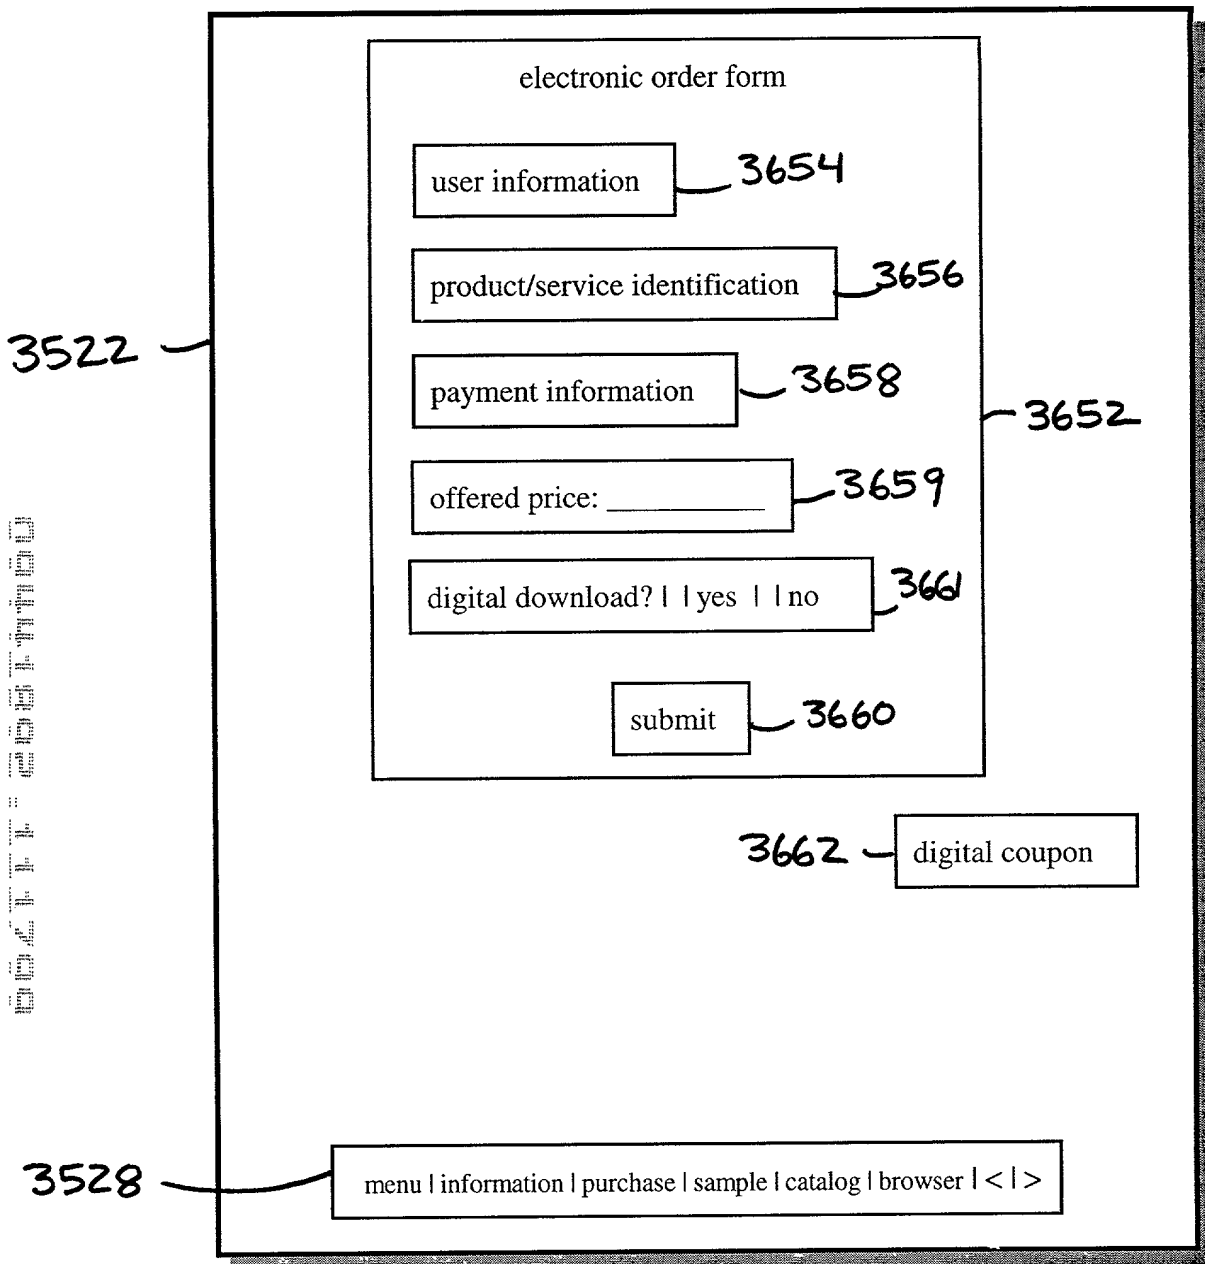 electronic order form
user information 3654
product/service identification 3656
3522
payment information 3658
3652
offered price: ____________ 3659
digital download? | | yes | | no 3661
submit 3660
3662 digital coupon
3528 menu | information | purchase | sample | catalog | browser | < | >